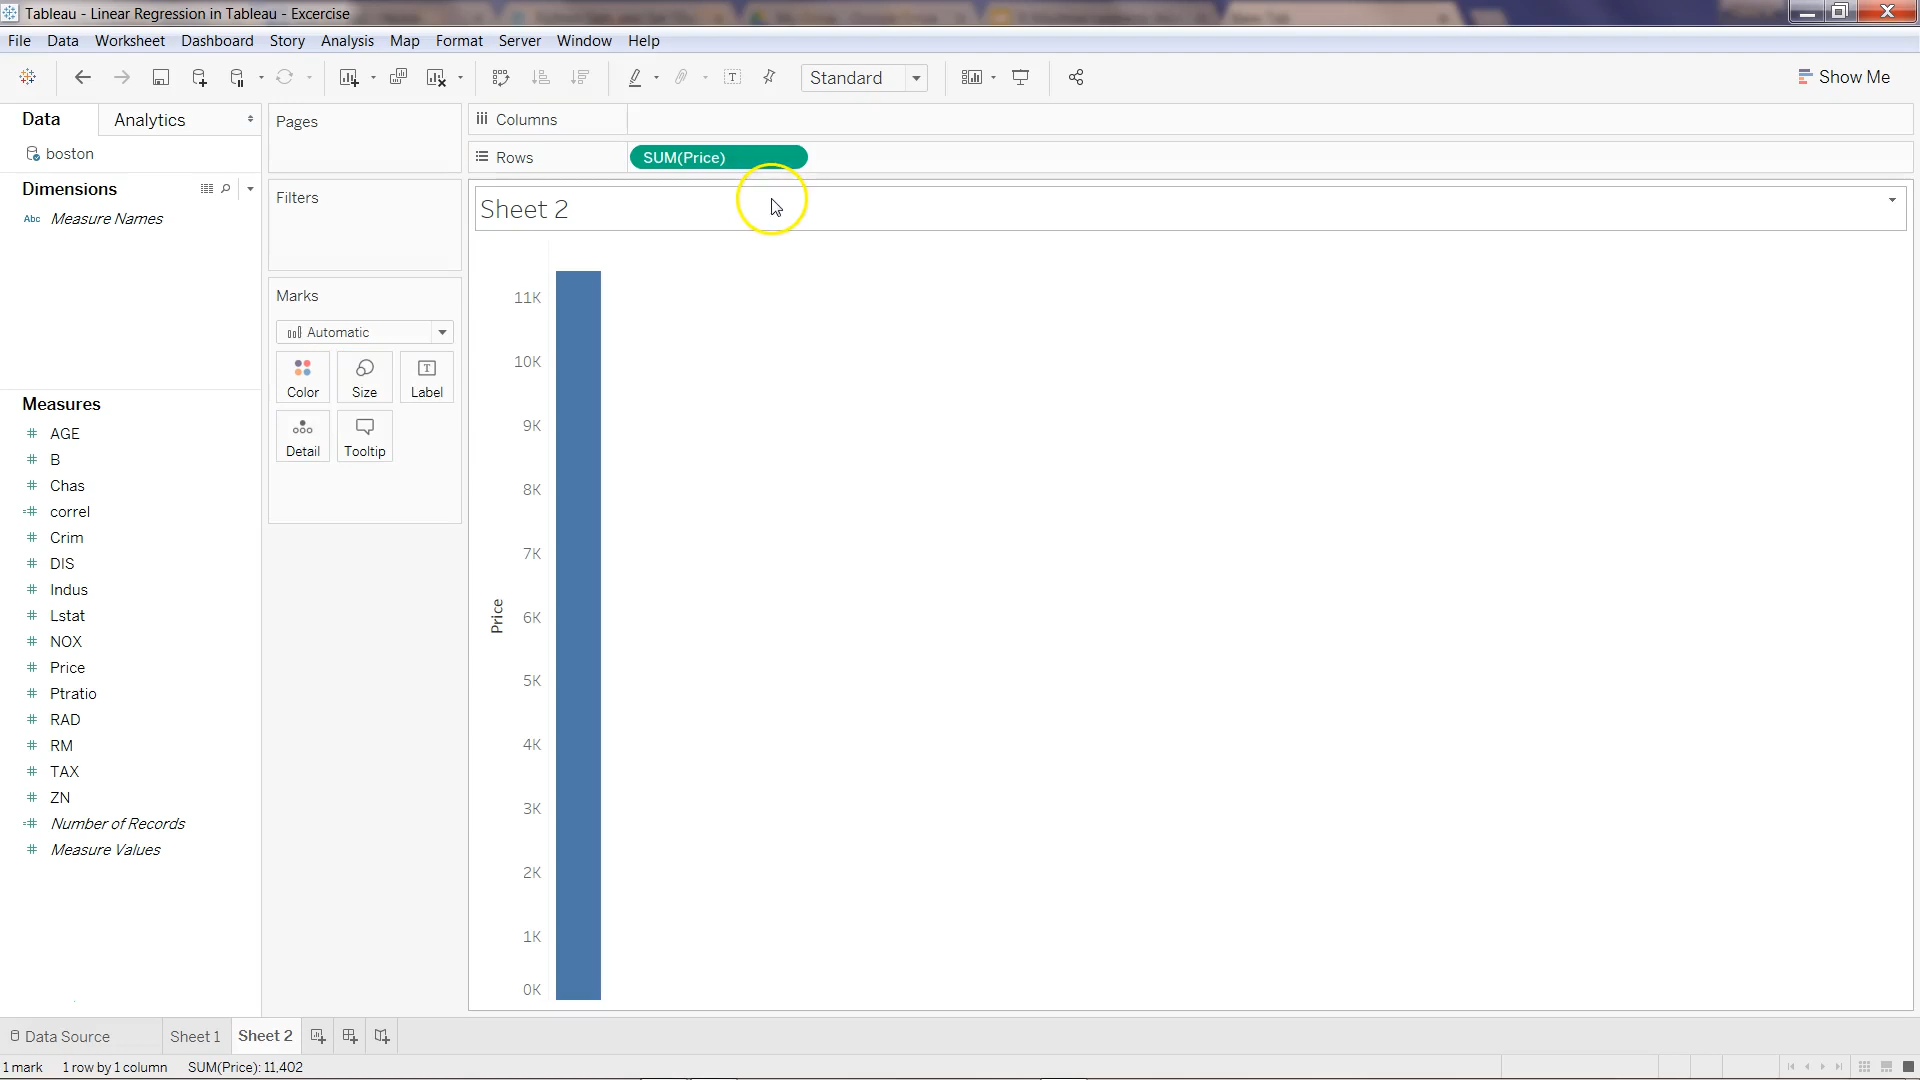 Tableau - Linear Regression in Tableau - Excercise
File Data Worksheet Dashboard Story Analysis Map Format Server Window Help
Standard
Show Me
Data
Analytics
boston
Dimensions
Abc Measure Names
Measures
AGE
B
Chas
correl
Crim
DIS
Indus
Lstat
NOX
Price
Ptratio
RAD
RM
TAX
ZN
Number of Records
Measure Values
Pages
Filters
Marks
Automatic
Color
Size
T
Label
Detail
Tooltip
Columns
Rows
SUM(Price)
Sheet 2
11K
10K
9K
8K
7K
6K
5K
4K
3K
2K
1K
0K
Price
Data Source
Sheet 1
Sheet 2
1 mark
1 row by 1 column
SUM(Price): 11,402